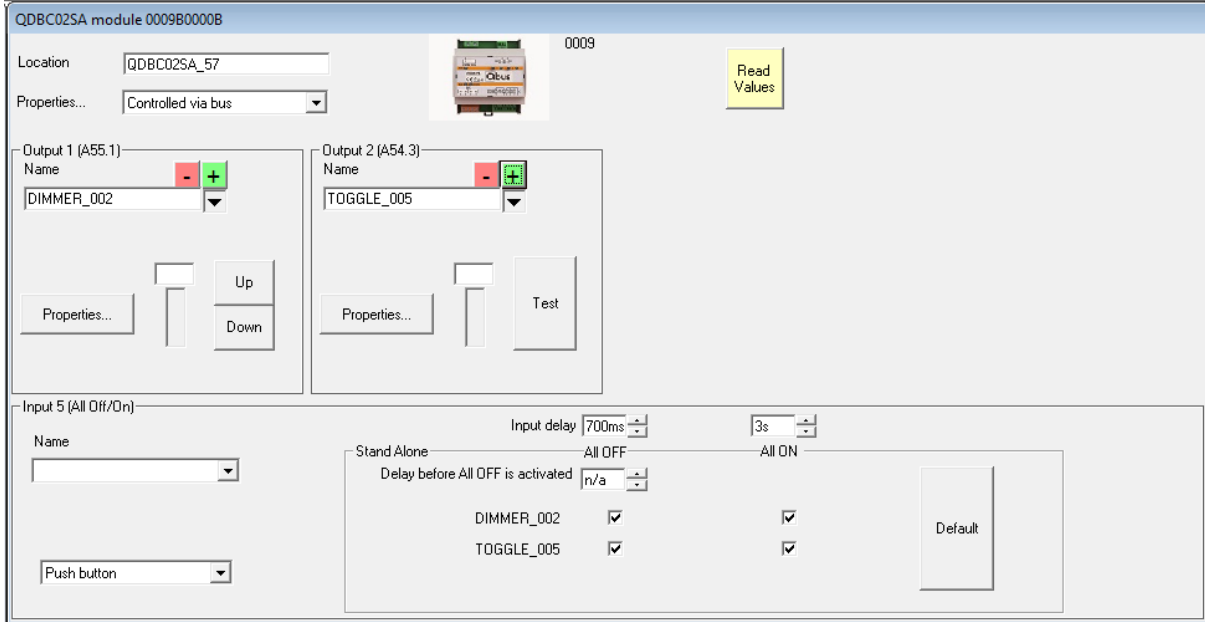 QDBC02SA module 0009B0000B
Location
QDBC02SA_57
Qbus
0009
Read
Values
Properties...
Controlled via bus
Output 1 (A55.1)
Name
- +
DIMMER_002
Up
Properties...
Down
Output 2 (A54.3)
Name
- +
TOGGLE_005
Properties...
Test
Input 5 (All Off/On)
Name
Push button
Input delay 700ms 3s
Stand Alone All OFF All ON
Delay before All OFF is activated n/a
DIMMER_002
TOGGLE_005
Default